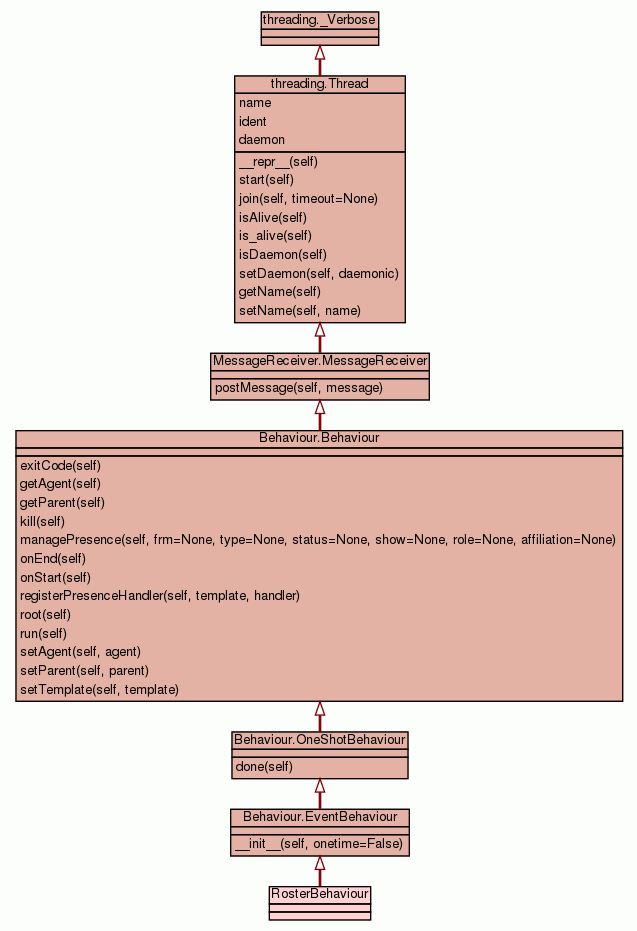 threading._Verbose
threading.Thread
name
ident
daemon
__repr__(self)
start(self)
join(self, timeout=None)
isAlive(self)
is_alive(self)
isDaemon(self)
setDaemon(self, daemonic)
getName(self)
setName(self, name)
MessageReceiver.MessageReceiver
postMessage(self, message)
Behaviour.Behaviour
exitCode(self)
getAgent(self)
getParent(self)
kill(self)
managePresence(self, frm=None, type=None, status=None, show=None, role=None, affiliation=None)
onEnd(self)
onStart(self)
registerPresenceHandler(self, template, handler)
root(self)
run(self)
setAgent(self, agent)
setParent(self, parent)
setTemplate(self, template)
Behaviour.OneShotBehaviour
done(self)
Behaviour.EventBehaviour
__init__(self, onetime=False)
RosterBehaviour